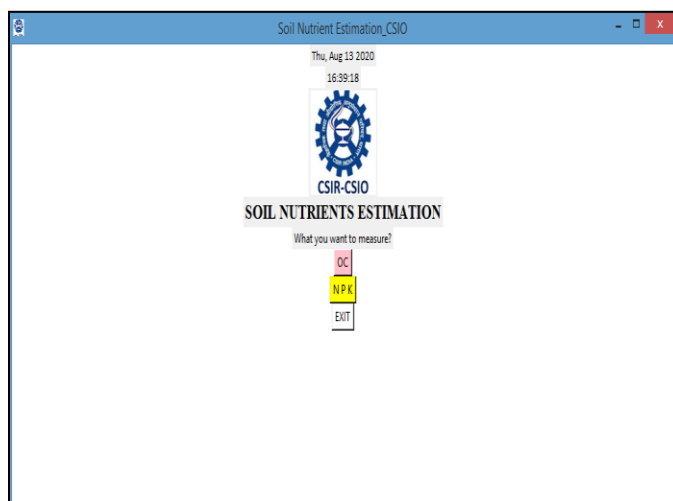 Soil Nutrient Estimation_CSIO
Thu, Aug 13 2020
16:39:18
CSIR-CSIO
SOIL NUTRIENTS ESTIMATION
What you want to measure?
OC
N P K
EXIT